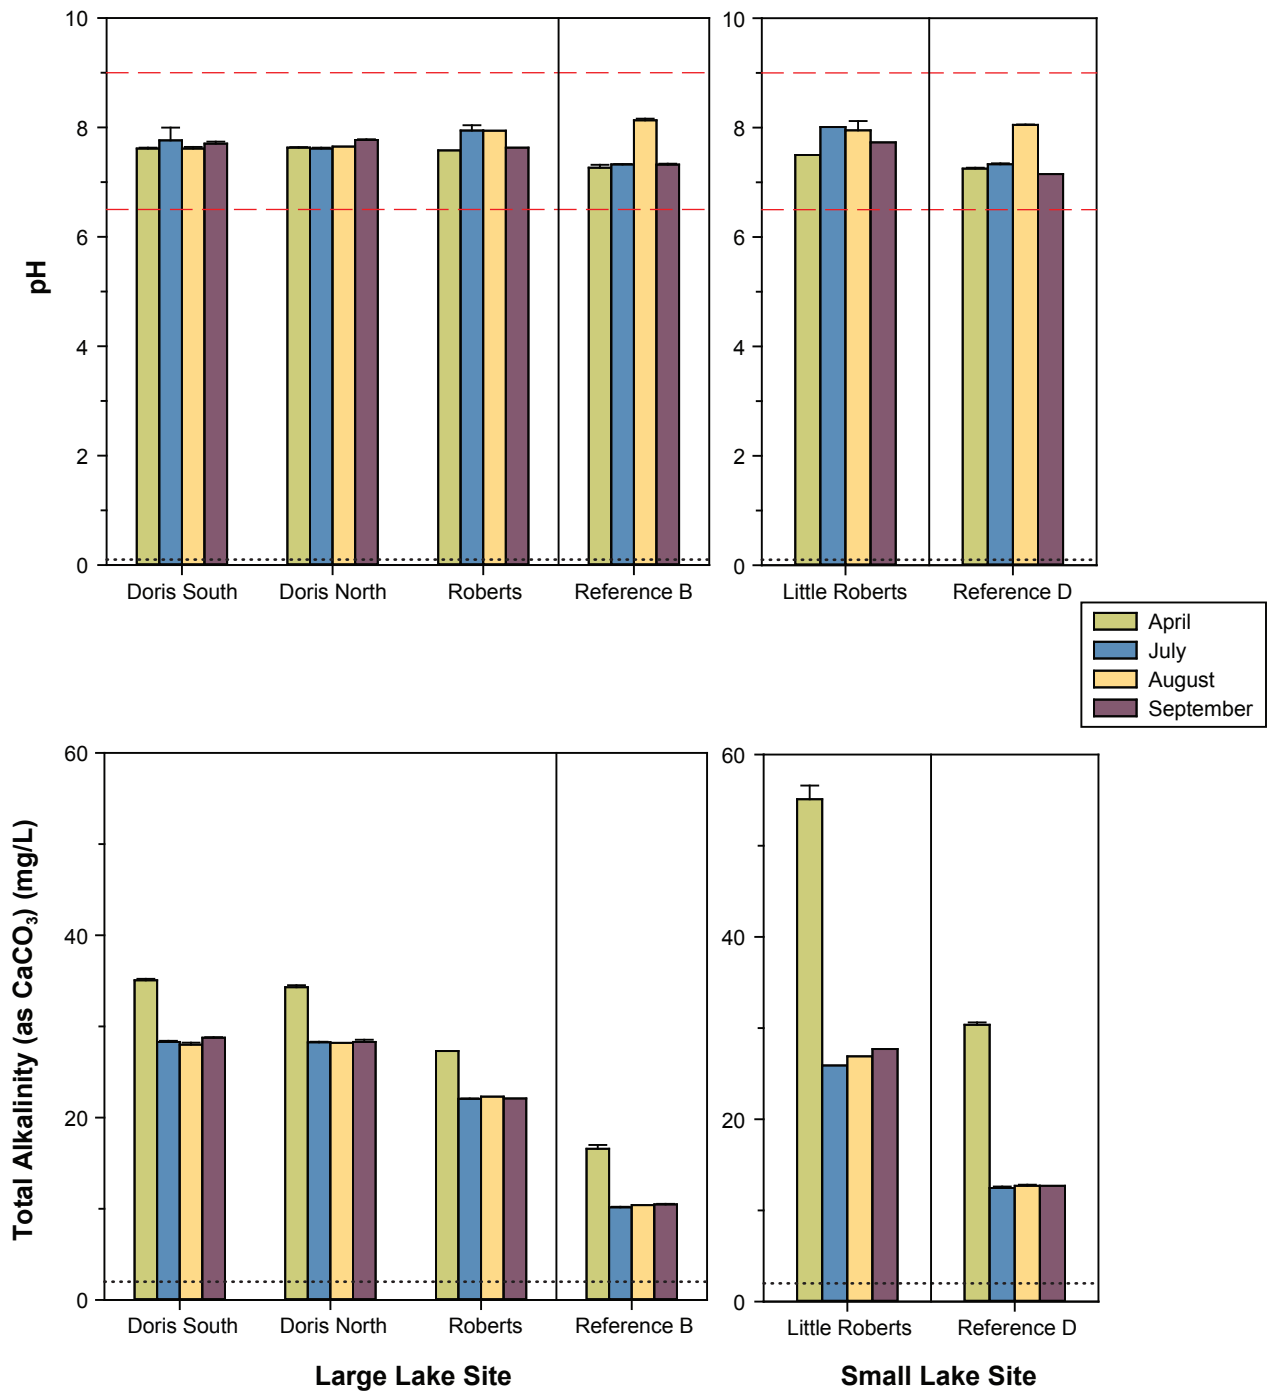 pH
10
8
6
4
2
0
Doris South Doris North Roberts Reference B
10
8
6
4
2
0
Little Roberts Reference D
April
July
August
September
Total Alkalinity (as CaCO₃) (mg/L)
60
40
20
0
Doris South Doris North Roberts Reference B
Large Lake Site
60
40
20
0
Little Roberts Reference D
Small Lake Site